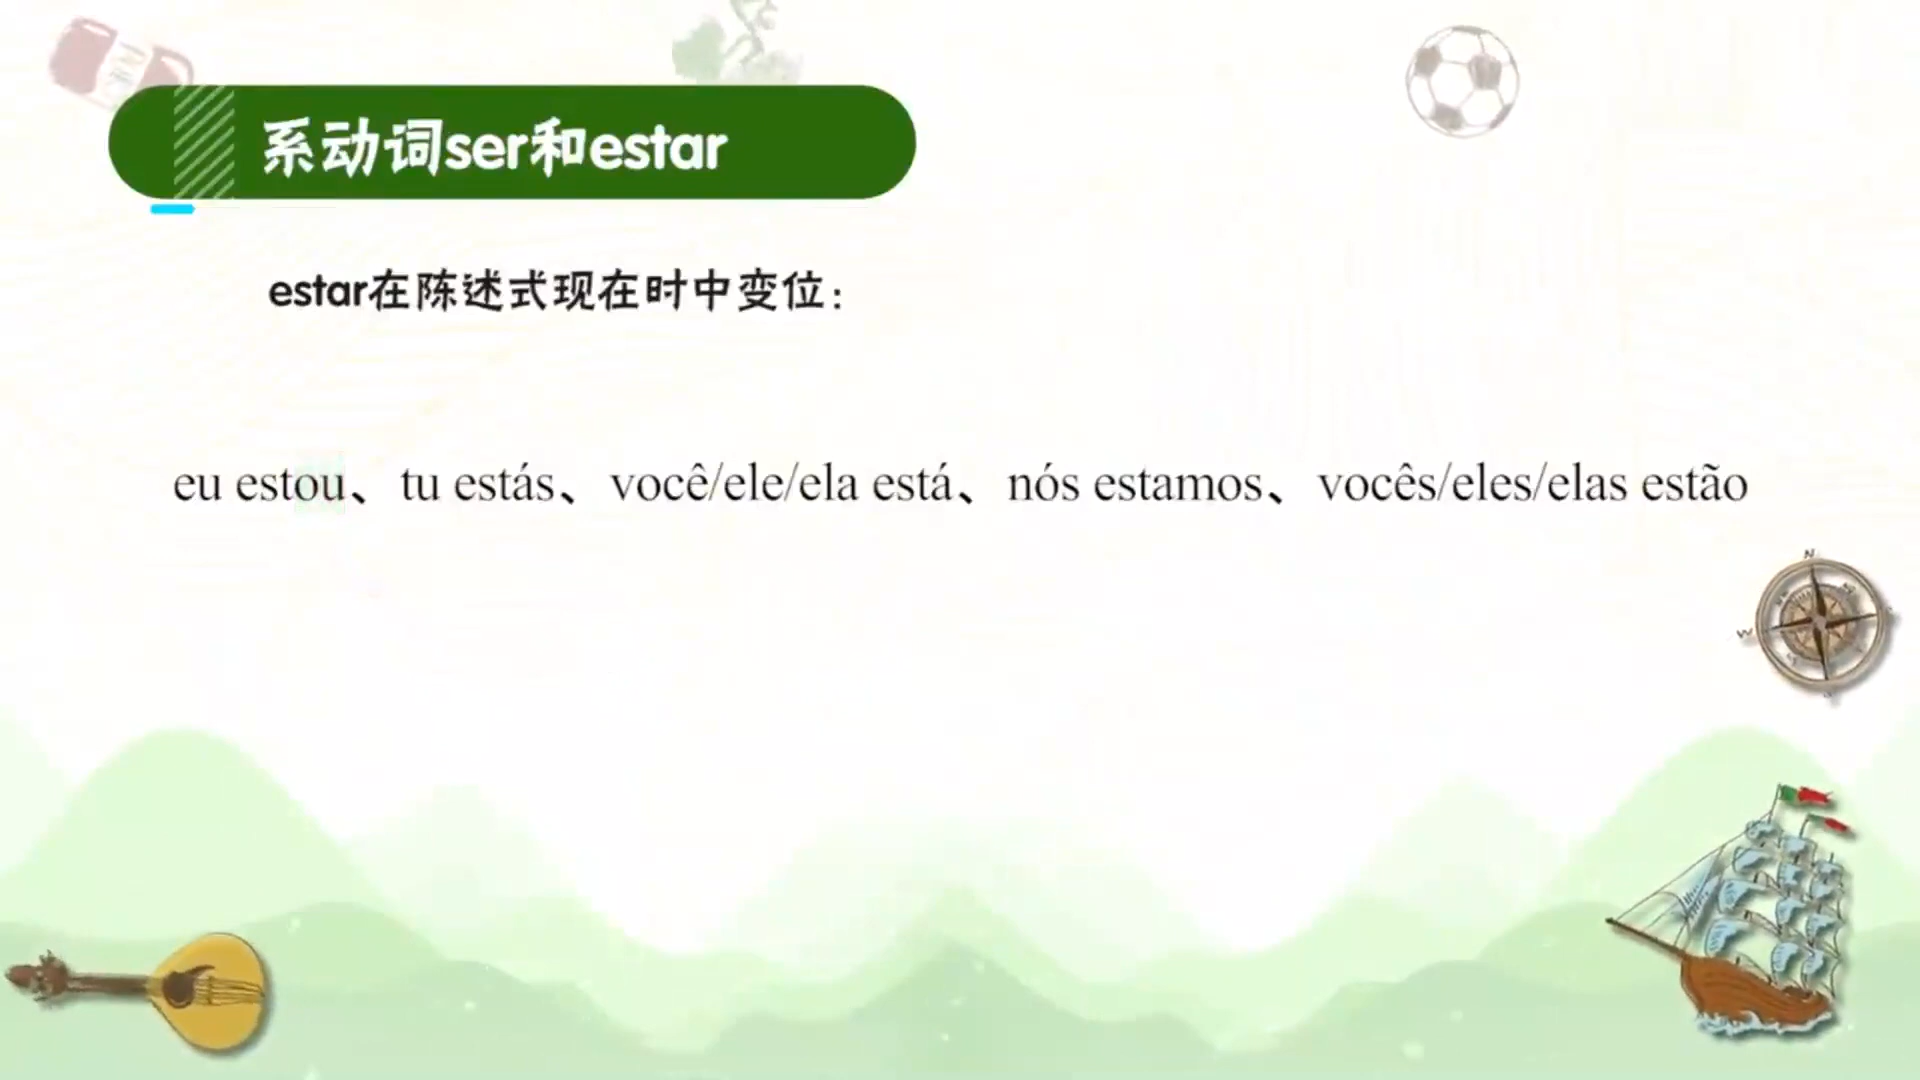 系动词ser和estar
estar在陈述式现在时中变位：
eu estou、tu estás、você/ele/ela está、nós estamos、vocês/eles/elas estão
N
W